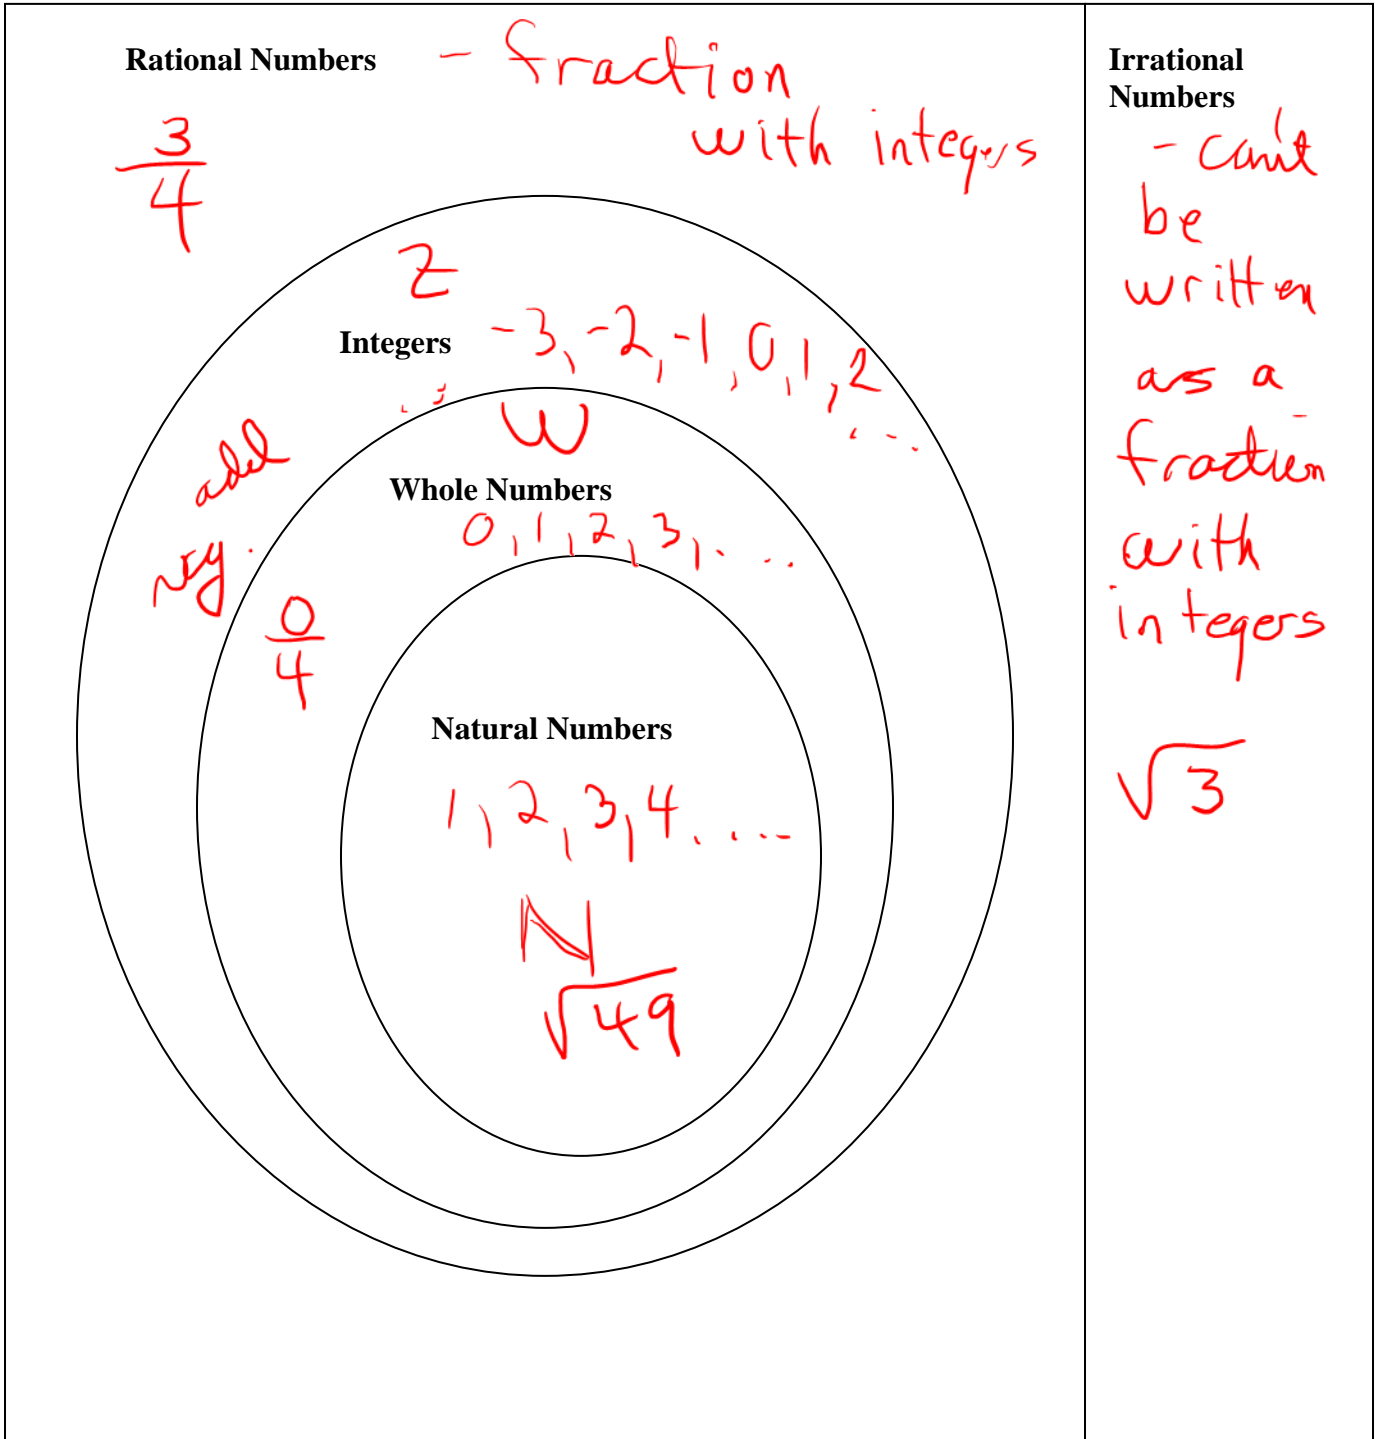 Rational Numbers - fraction
with integers
3/4
Z
Integers -3, -2, -1, 0, 1, 2, ...
add
neg.
W
Whole Numbers
0, 1, 2, 3, ...
0/4
Natural Numbers
1, 2, 3, 4, ....
N
√49
Irrational
Numbers
- can't
be
written
as a
fraction
with
integers
√3